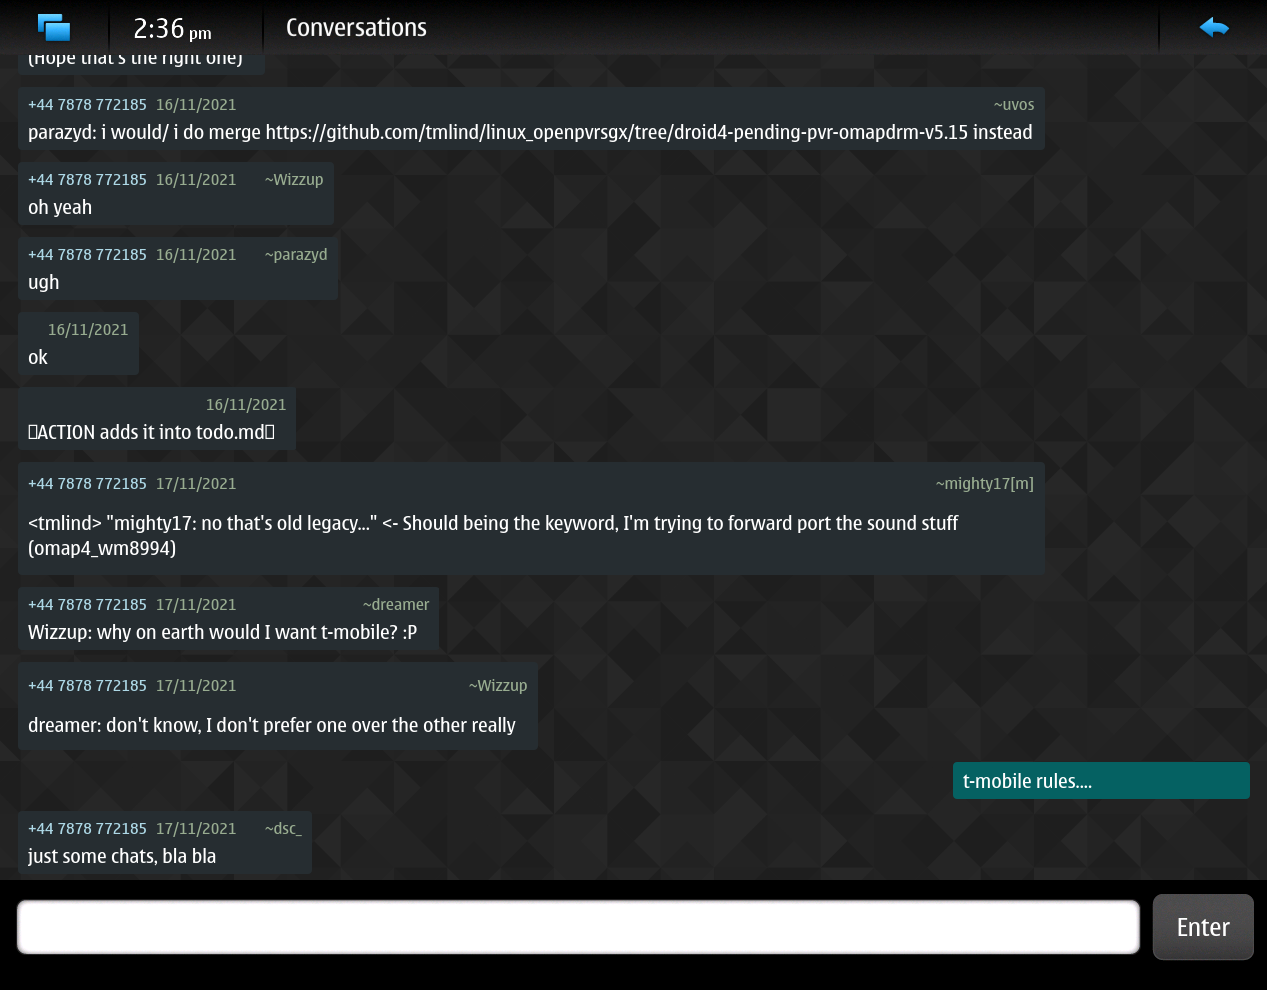 2:36 pm
Conversations
(Hope that's the right one)
+44 7878 772185 16/11/2021 ~uvos
parazyd: i would/ i do merge https://github.com/tmlind/linux_openpvrsgx/tree/droid4-pending-pvr-omapdrm-v5.15 instead
+44 7878 772185 16/11/2021 ~Wizzup
oh yeah
+44 7878 772185 16/11/2021 ~parazyd
ugh
16/11/2021
ok
16/11/2021
▯ACTION adds it into todo.md▯
+44 7878 772185 17/11/2021 ~mighty17[m]
<tmlind> "mighty17: no that's old legacy..." <- Should being the keyword, I'm trying to forward port the sound stuff
(omap4_wm8994)
+44 7878 772185 17/11/2021 ~dreamer
Wizzup: why on earth would I want t-mobile? :P
+44 7878 772185 17/11/2021 ~Wizzup
dreamer: don't know, I don't prefer one over the other really
t-mobile rules....
+44 7878 772185 17/11/2021 ~dsc_
just some chats, bla bla
Enter